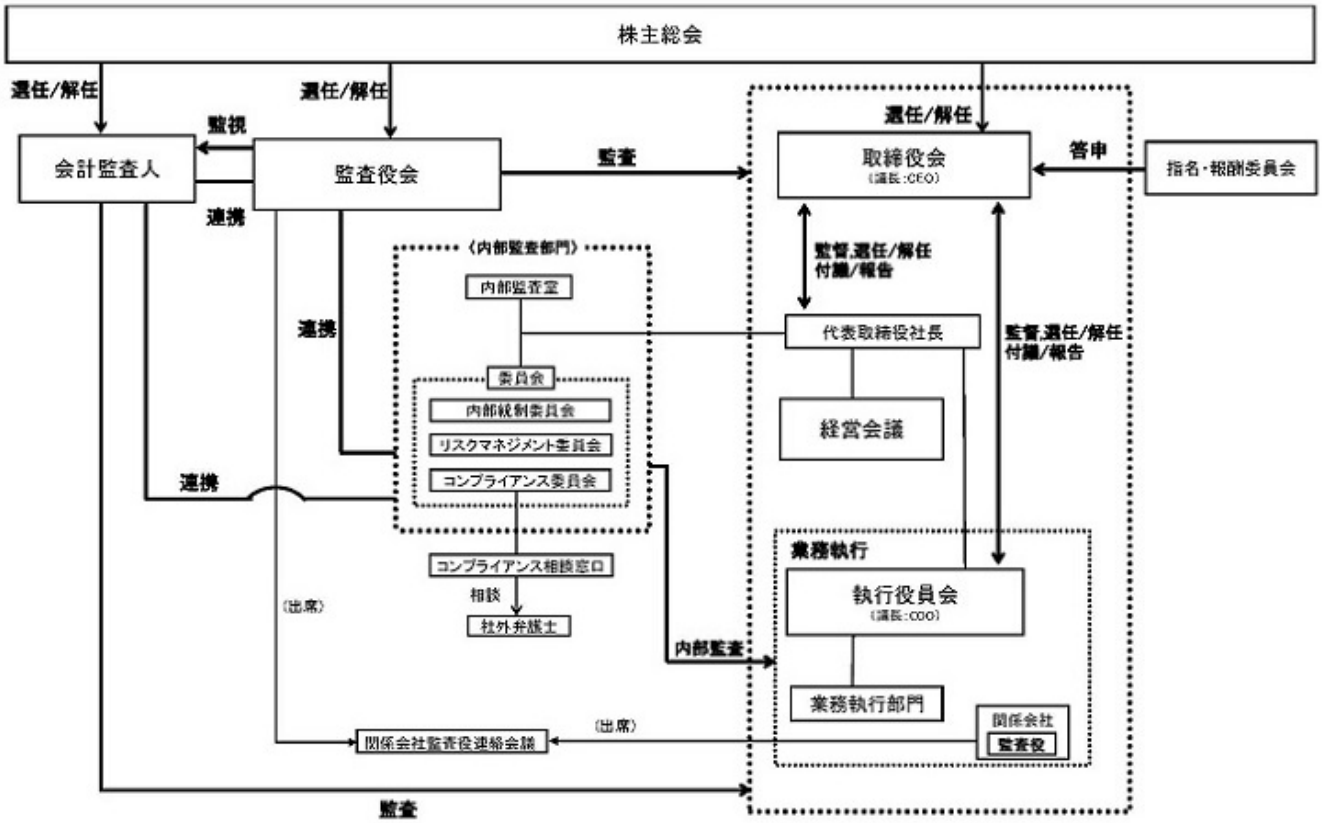 株主総会
選任/解任
選任/解任
選任/解任
監視
会計監査人
監査役会
監査
取締役会
(議長:CEO)
答申
指名・報酬委員会
連携
〈内部監査部門〉
監督,選任/解任
付議/報告
内部監査室
連携
代表取締役社長
監督,選任/解任
付議/報告
委員会
内部統制委員会
リスクマネジメント委員会
コンプライアンス委員会
経営会議
連携
業務執行
コンプライアンス相談窓口
相談
社外弁護士
(出席)
執行役員会
(議長:COO)
内部監査
業務執行部門
(出席)
関係会社
監査役
関係会社監査役連絡会議
監査